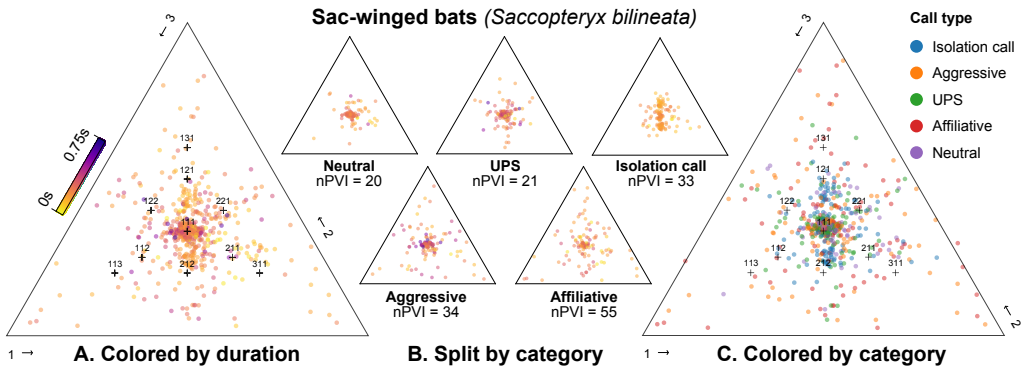 Sac-winged bats (Saccopteryx bilineata)
← 3
0s
0.75s
131
121
122
221
111
112
211
113
212
311
← 2
1 →
A. Colored by duration
Neutral
nPVI = 20
UPS
nPVI = 21
Isolation call
nPVI = 33
Aggressive
nPVI = 34
Affiliative
nPVI = 55
B. Split by category
← 3
Call type
Isolation call
Aggressive
UPS
Affiliative
Neutral
131
121
122
221
111
112
211
113
212
311
← 2
1 →
C. Colored by category